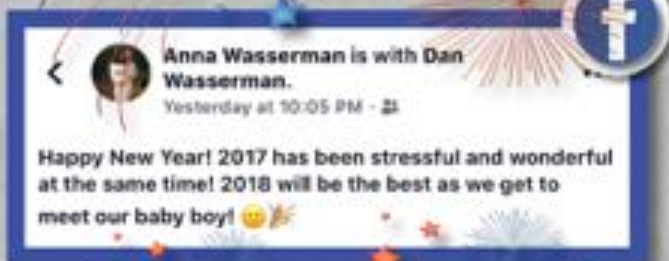 Anna Wasserman is with Dan
Wasserman.
Yesterday at 10:05 PM ·
Happy New Year! 2017 has been stressful and wonderful
at the same time! 2018 will be the best as we get to
meet our baby boy! 🙂🎉